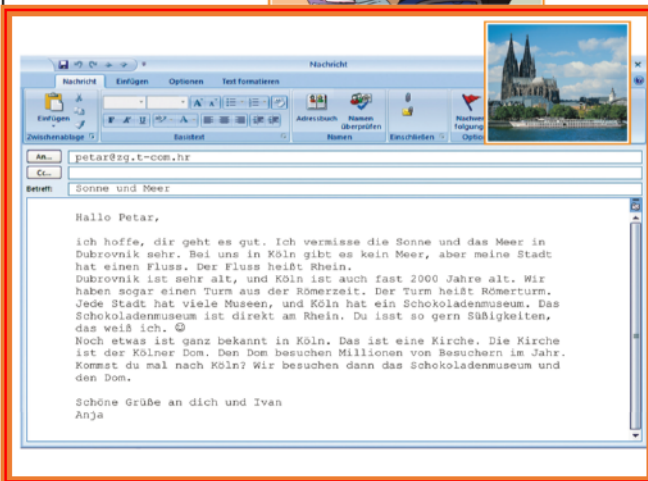 Nachricht
Nachricht Einfügen Optionen Text formatieren
Einfügen
F K U
Adressbuch Namen überprüfen
Zwischenablage Basistext Namen Einschließen
An... petar@zg.t-com.hr
Cc...
Betreff: Sonne und Meer
Hallo Petar,
ich hoffe, dir geht es gut. Ich vermisse die Sonne und das Meer in
Dubrovnik sehr. Bei uns in Köln gibt es kein Meer, aber meine Stadt
hat einen Fluss. Der Fluss heißt Rhein.
Dubrovnik ist sehr alt, und Köln ist auch fast 2000 Jahre alt. Wir
haben sogar einen Turm aus der Römerzeit. Der Turm heißt Römerturm.
Jede Stadt hat viele Museen, und Köln hat ein Schokoladenmuseum. Das
Schokoladenmuseum ist direkt am Rhein. Du isst so gern Süßigkeiten,
das weiß ich. ☺
Noch etwas ist ganz bekannt in Köln. Das ist eine Kirche. Die Kirche
ist der Kölner Dom. Den Dom besuchen Millionen von Besuchern im Jahr.
Kommst du mal nach Köln? Wir besuchen dann das Schokoladenmuseum und
den Dom.
Schöne Grüße an dich und Ivan
Anja